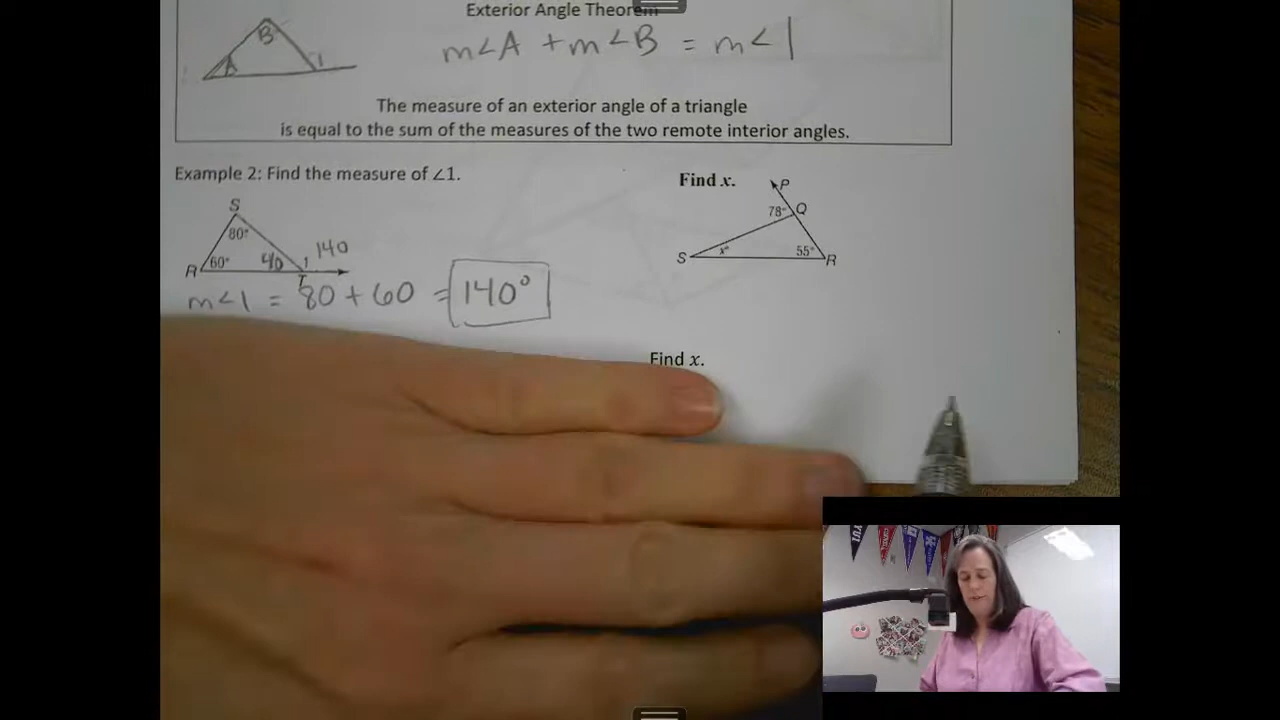 Exterior Angle Theorem
B
A
1
m∠A + m∠B = m∠1
The measure of an exterior angle of a triangle
is equal to the sum of the measures of the two remote interior angles.
Example 2: Find the measure of ∠1.
S
80°
R
60°
40
1
140
T
m∠1 = 80 + 60 = 140°
Find x.
P
78°
Q
S
x°
55°
R
Find x.